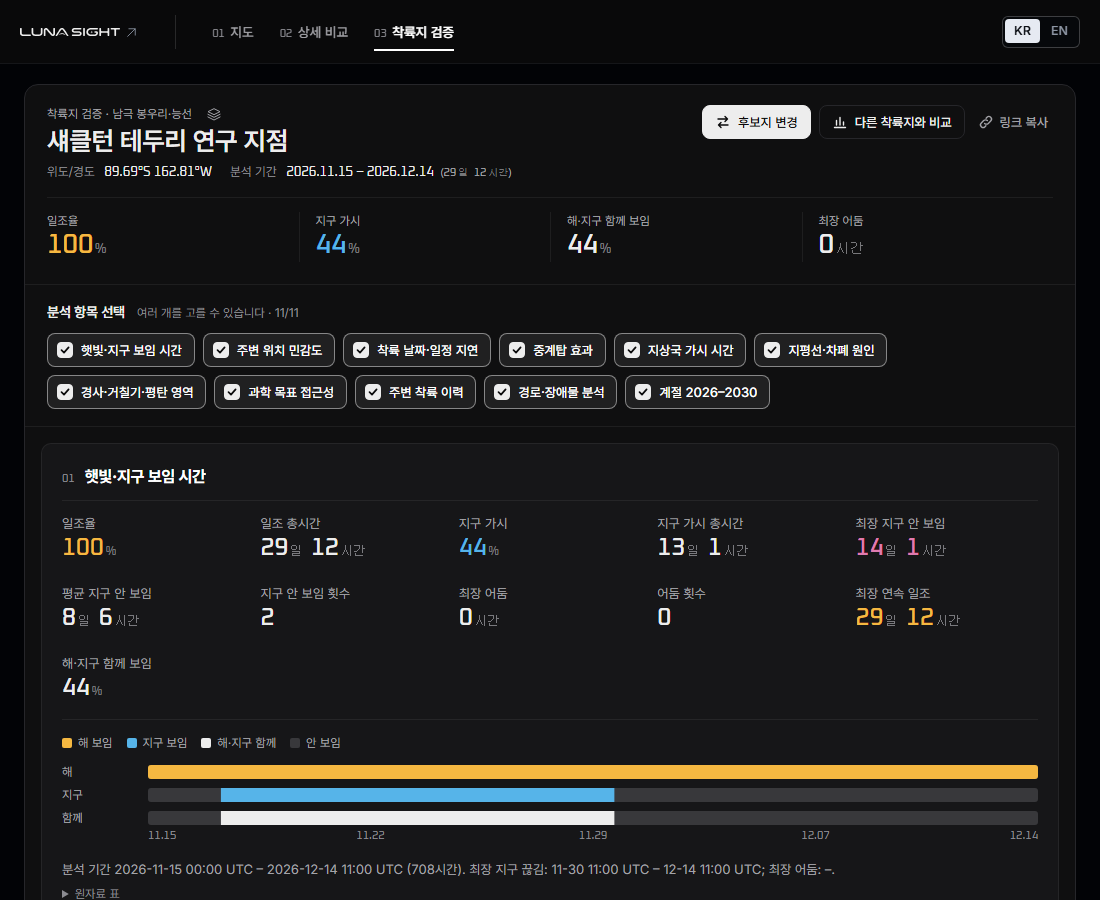 LUNA SIGHT ↗
01 지도 02 상세 비교 03 착륙지 검증
KR EN
착륙지 검증 · 남극 봉우리·능선
섀클턴 테두리 연구 지점
후보지 변경 다른 착륙지와 비교 링크 복사
위도/경도 89.69°S 162.81°W 분석 기간 2026.11.15 – 2026.12.14 (29일 12시간)
일조율 지구 가시 해·지구 함께 보임 최장 어둠
100% 44% 44% 0시간
분석 항목 선택 여러 개를 고를 수 있습니다 · 11/11
햇빛·지구 보임 시간 주변 위치 민감도 착륙 날짜·일정 지연 중계탑 효과 지상국 가시 시간 지평선·차폐 원인
경사·거칠기·평탄 영역 과학 목표 접근성 주변 착륙 이력 경로·장애물 분석 계절 2026–2030
01 햇빛·지구 보임 시간
일조율 일조 총시간 지구 가시 지구 가시 총시간 최장 지구 안 보임
100% 29일 12시간 44% 13일 1시간 14일 1시간
평균 지구 안 보임 지구 안 보임 횟수 최장 어둠 어둠 횟수 최장 연속 일조
8일 6시간 2 0시간 0 29일 12시간
해·지구 함께 보임
44%
해 보임 지구 보임 해·지구 함께 안 보임
해
지구
함께
11.15 11.22 11.29 12.07 12.14
분석 기간 2026-11-15 00:00 UTC – 2026-12-14 11:00 UTC (708시간). 최장 지구 끊김: 11-30 11:00 UTC – 12-14 11:00 UTC; 최장 어둠: –.
▶ 원자료 표